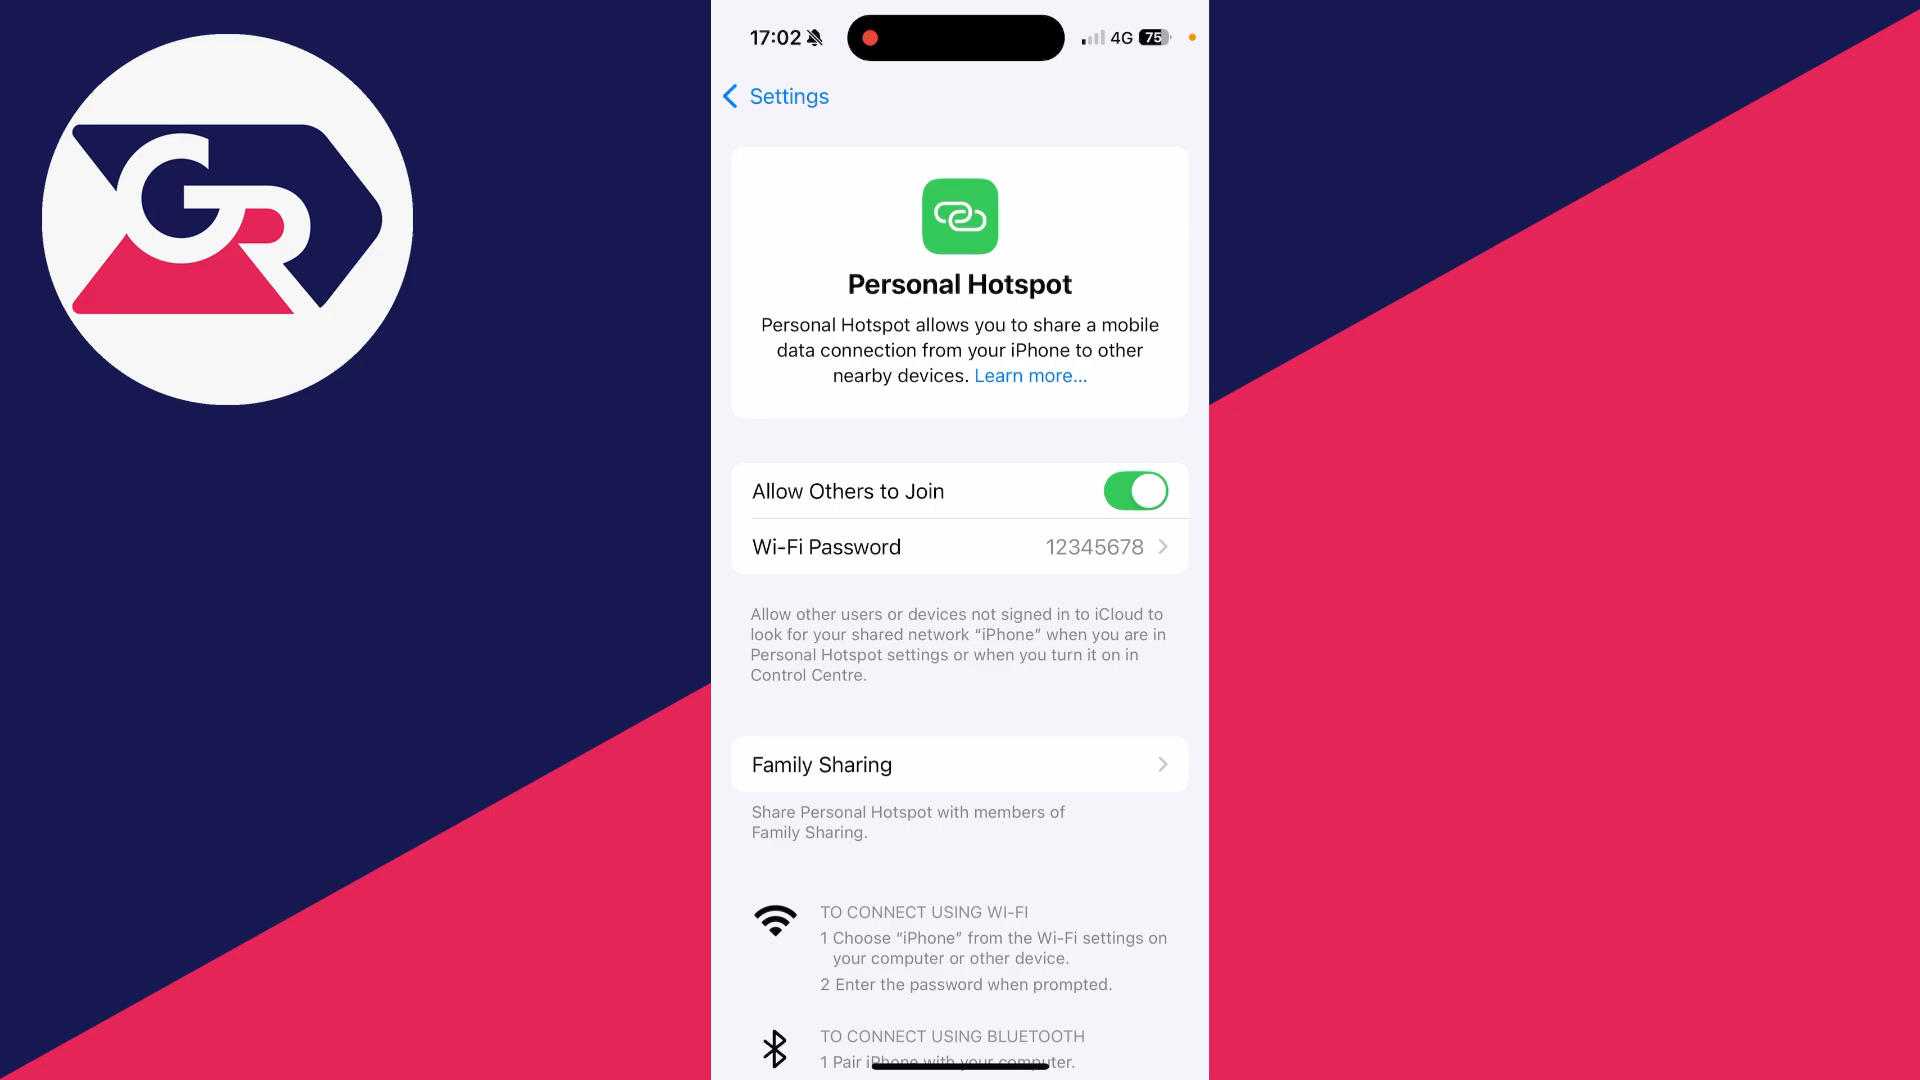 GR
17:02
4G 75
Settings
Personal Hotspot
Personal Hotspot allows you to share a mobile
data connection from your iPhone to other
nearby devices. Learn more...
Allow Others to Join
Wi-Fi Password 12345678
Allow other users or devices not signed in to iCloud to
look for your shared network “iPhone” when you are in
Personal Hotspot settings or when you turn it on in
Control Centre.
Family Sharing
Share Personal Hotspot with members of
Family Sharing.
TO CONNECT USING WI-FI
1 Choose “iPhone” from the Wi-Fi settings on
your computer or other device.
2 Enter the password when prompted.
TO CONNECT USING BLUETOOTH
1 Pair iPhone with your computer.